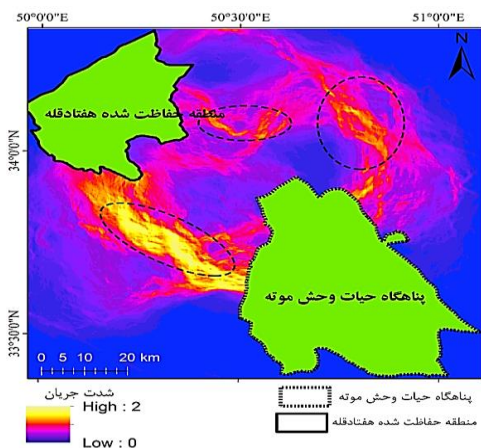 50°0'0"E 50°30'0"E 51°0'0"E
N
34°0'0"N
33°30'0"N
منطقه حفاظت شده هفتادقله
پناهگاه حیات وحش موته
0 5 10 20 km
شدت جریان
High : 2
Low : 0
پناهگاه حیات وحش موته
منطقه حفاظت شده هفتادقله